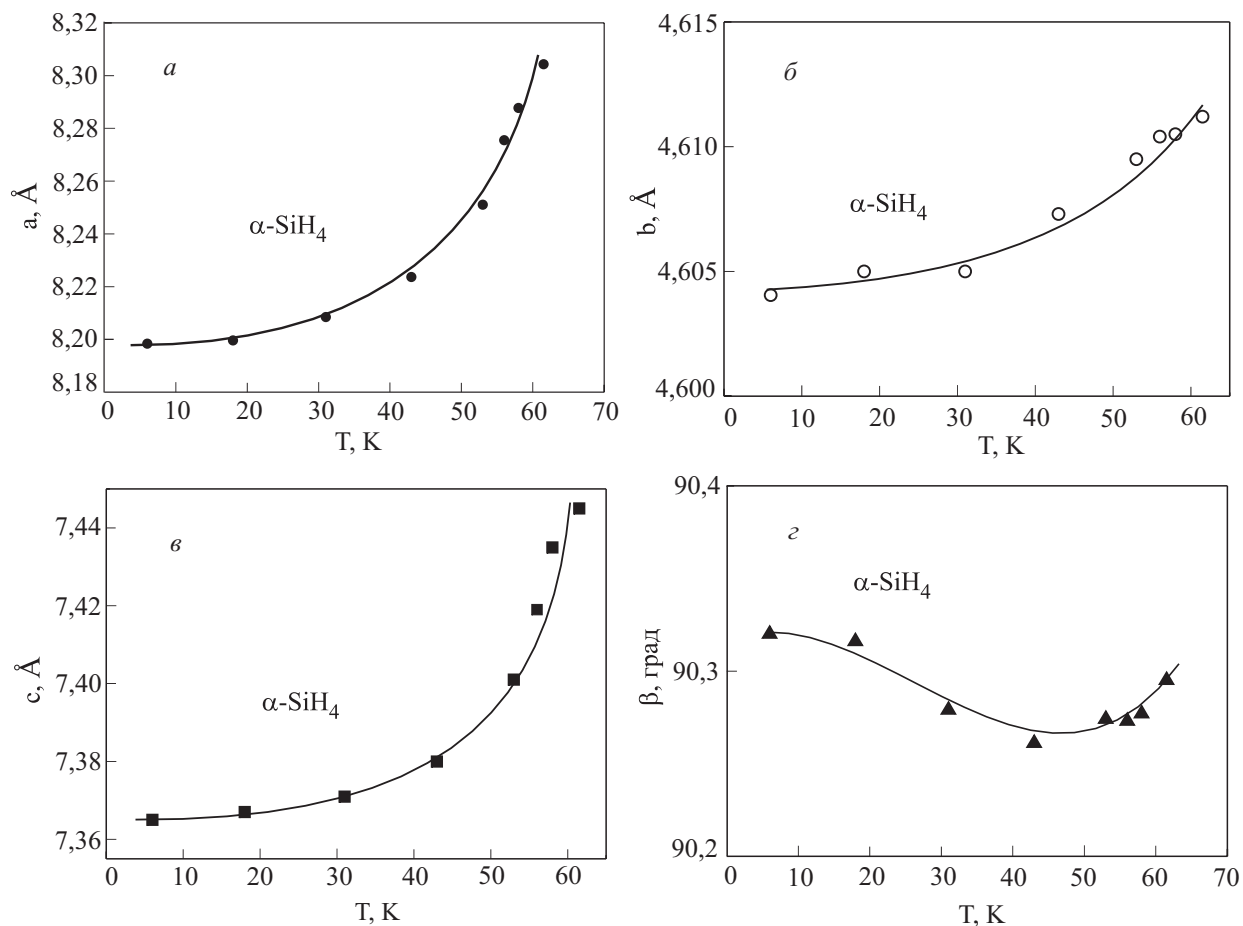 8,32
8,30
8,28
8,26
8,24
8,22
8,20
8,18
a, Å
а
α-SiH4
0 10 20 30 40 50 60 70
T, K
4,615
4,610
4,605
4,600
b, Å
б
α-SiH4
0 10 20 30 40 50 60
T, K
7,44
7,42
7,40
7,38
7,36
c, Å
в
α-SiH4
0 10 20 30 40 50 60
T, K
90,4
90,3
90,2
β, град
г
α-SiH4
0 10 20 30 40 50 60 70
T, K